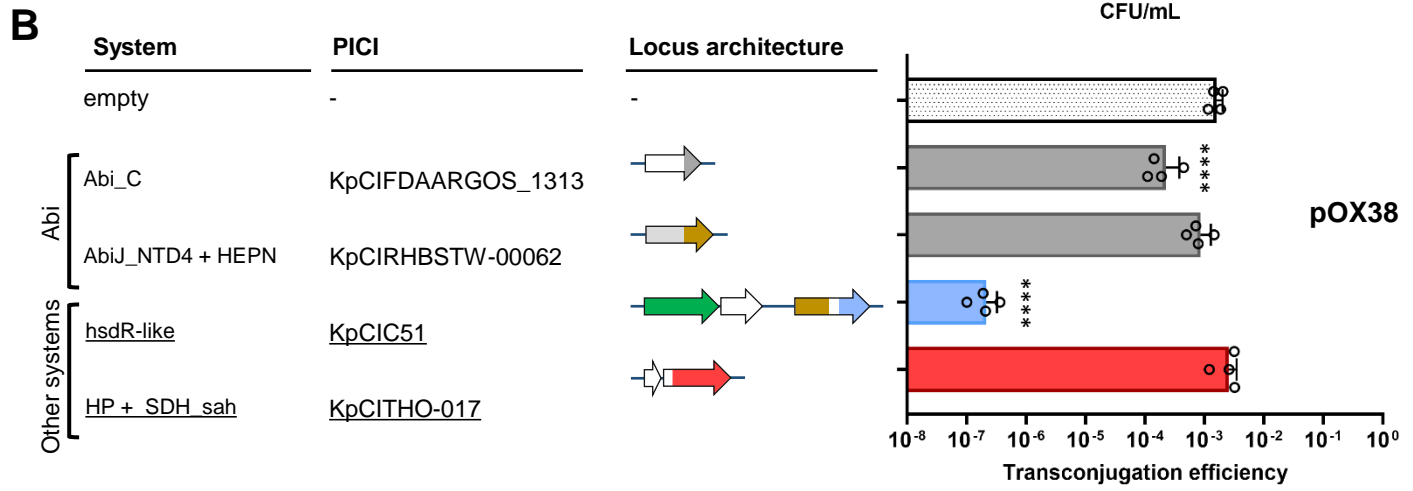 B
CFU/mL
System PICI Locus architecture
empty - -
Abi
Abi_C KpCIFDAARGOS_1313 ****
AbiJ_NTD4 + HEPN KpCIRHBSTW-00062
pOX38
Other systems
hsdR-like KpCIC51 ****
HP + SDH_sah KpCITHO-017
10-8 10-7 10-6 10-5 10-4 10-3 10-2 10-1 100
Transconjugation efficiency